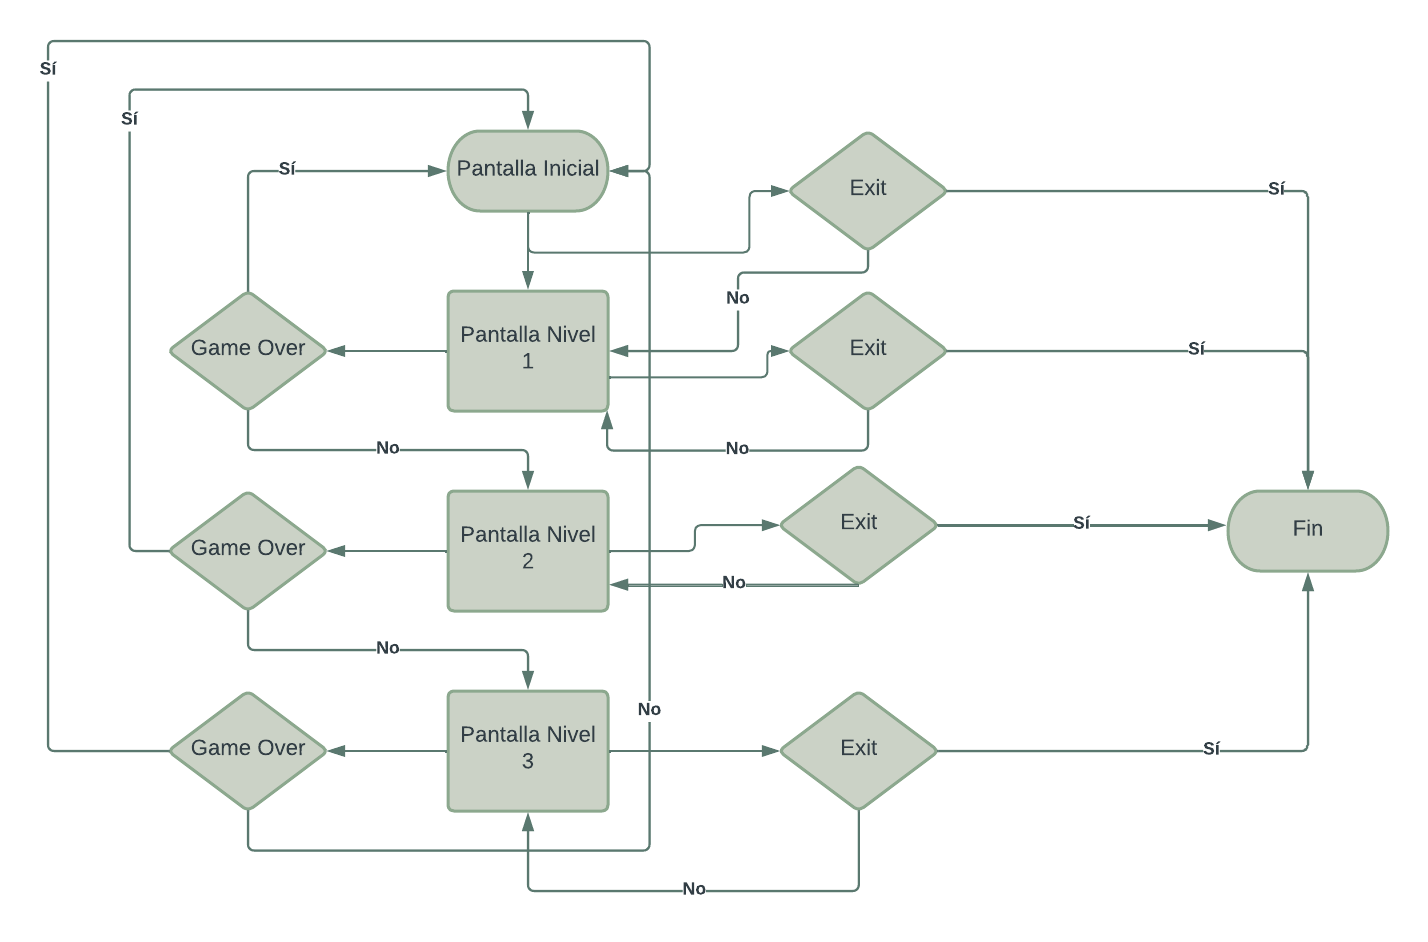 Sí
Sí
Sí
Pantalla Inicial
Exit
Sí
No
Game Over
Pantalla Nivel
1
Exit
Sí
No
No
Game Over
Pantalla Nivel
2
Exit
Sí
Fin
No
No
No
Game Over
Pantalla Nivel
3
Exit
Sí
No